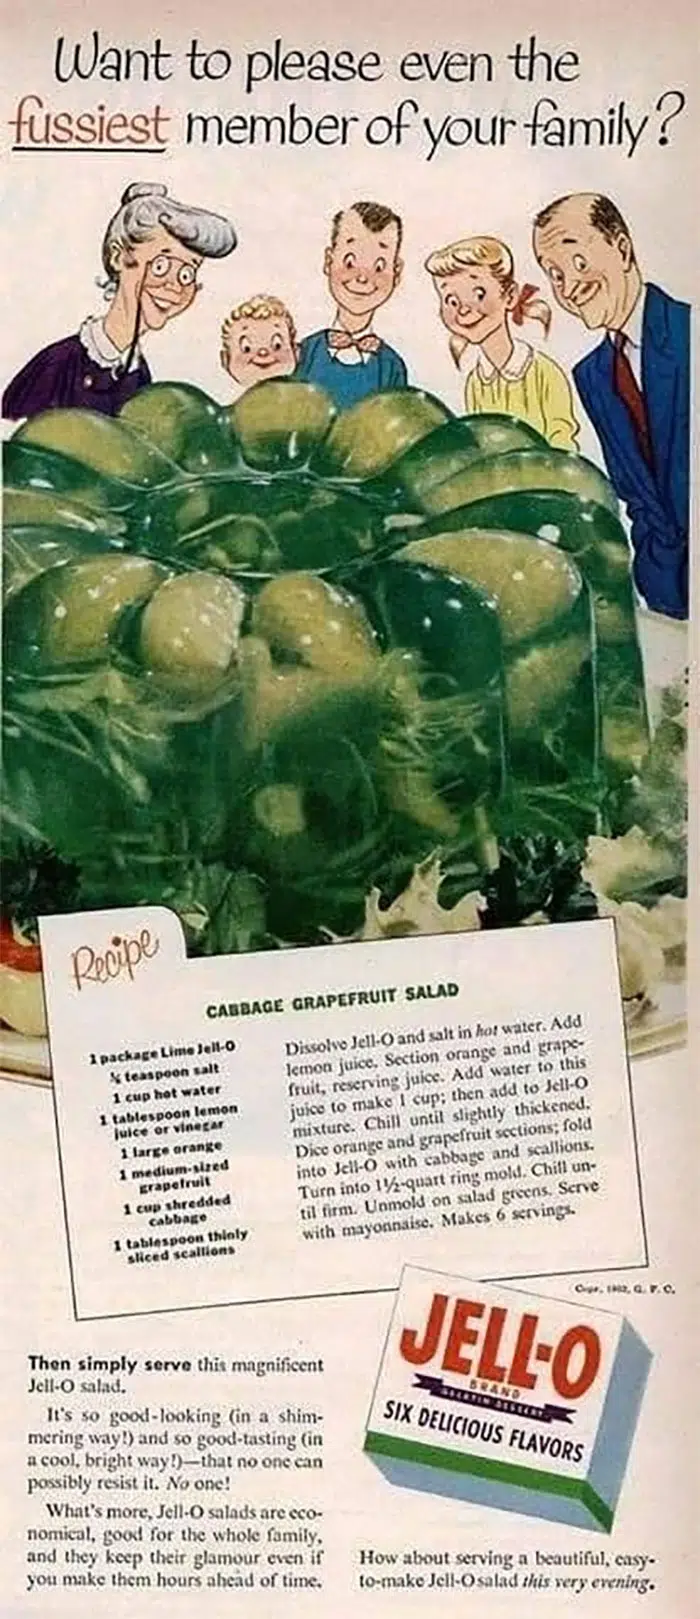 Want to please even the
fussiest member of your family?
Recipe
CABBAGE GRAPEFRUIT SALAD
1 package Lime Jell-O
teaspoon salt
1 cup hot water
1 tablespoon lemon
juice or vinegar
1 large orange
1 medium-sized
grapefruit
1 cup shredded
cabbage
1 tablespoon thinly
sliced scallions
Dissolve Jell-O and salt in hot water. Add
lemon juice. Section orange and grape-
fruit, reserving juice. Add water to this
juice to make 1 cup; then add to Jell-O
mixture. Chill until slightly thickened.
Dice orange and grapefruit sections; fold
into Jell-O with cabbage and scallions.
Turn into 1½-quart ring mold. Chill un-
til firm. Unmold on salad greens. Serve
with mayonnaise. Makes 6 servings.
Copr. G. F. C.
Then simply serve this magnificent
Jell-O salad.
It's so good-looking (in a shim-
mering way!) and so good-tasting (in
a cool, bright way!)—that no one can
possibly resist it. No one!
What's more, Jell-O salads are eco-
nomical, good for the whole family,
and they keep their glamour even if
you make them hours ahead of time.
JELL-O
BRAND
GELATIN DESSERT
SIX DELICIOUS FLAVORS
How about serving a beautiful, easy-
to-make Jell-O salad this very evening.